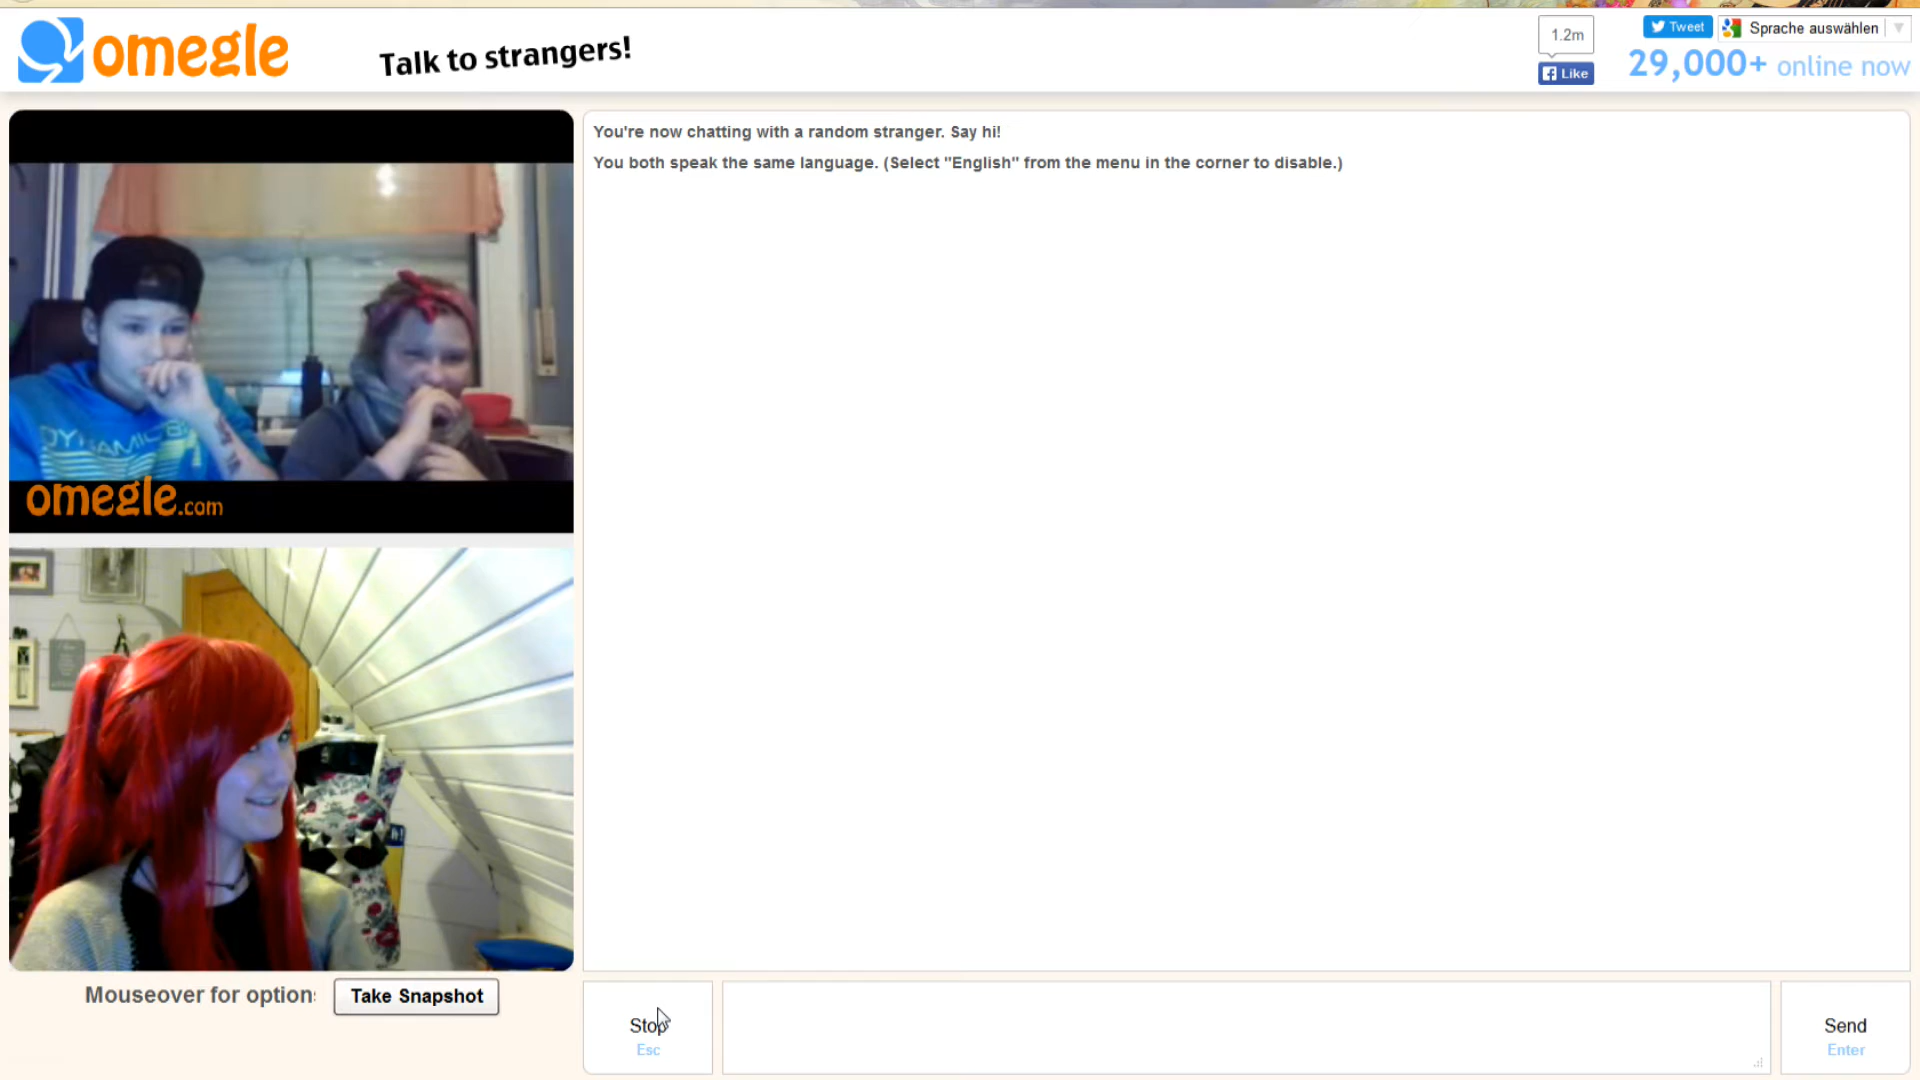 omegle
Talk to strangers!
1.2m
Like
Tweet
Sprache auswählen
29,000+ online now
You're now chatting with a random stranger. Say hi!
You both speak the same language. (Select "English" from the menu in the corner to disable.)
omegle.com
Mouseover for option
Take Snapshot
Stop
Esc
Send
Enter